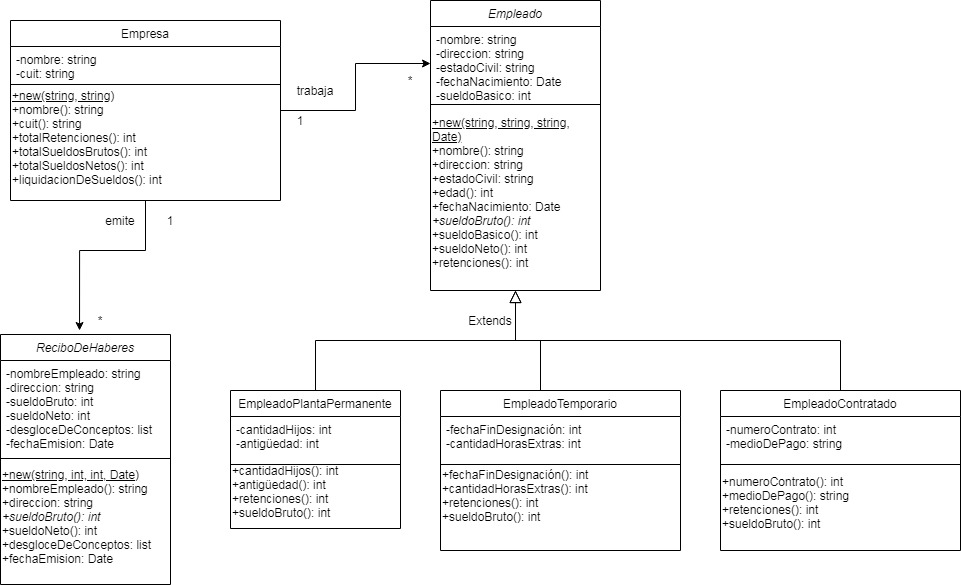 Empresa
-nombre: string
-cuit: string
+new(string, string)
+nombre(): string
+cuit(): string
+totalRetenciones(): int
+totalSueldosBrutos(): int
+totalSueldosNetos(): int
+liquidacionDeSueldos(): int
trabaja
1
*
Empleado
-nombre: string
-direccion: string
-estadoCivil: string
-fechaNacimiento: Date
-sueldoBasico: int
+new(string, string, string,
Date)
+nombre(): string
+direccion: string
+estadoCivil: string
+edad(): int
+fechaNacimiento: Date
+sueldoBruto(): int
+sueldoBasico(): int
+sueldoNeto(): int
+retenciones(): int
emite
1
*
Extends
ReciboDeHaberes
-nombreEmpleado: string
-direccion: string
-sueldoBruto: int
-sueldoNeto: int
-desgloceDeConceptos: list
-fechaEmision: Date
+new(string, int, int, Date)
+nombreEmpleado(): string
+direccion: string
+sueldoBruto(): int
+sueldoNeto(): int
+desgloceDeConceptos: list
+fechaEmision: Date
EmpleadoPlantaPermanente
-cantidadHijos: int
-antigüedad: int
+cantidadHijos(): int
+antigüedad(): int
+retenciones(): int
+sueldoBruto(): int
EmpleadoTemporario
-fechaFinDesignación: int
-cantidadHorasExtras: int
+fechaFinDesignación(): int
+cantidadHorasExtras(): int
+retenciones(): int
+sueldoBruto(): int
EmpleadoContratado
-numeroContrato: int
-medioDePago: string
+numeroContrato(): int
+medioDePago(): string
+retenciones(): int
+sueldoBruto(): int